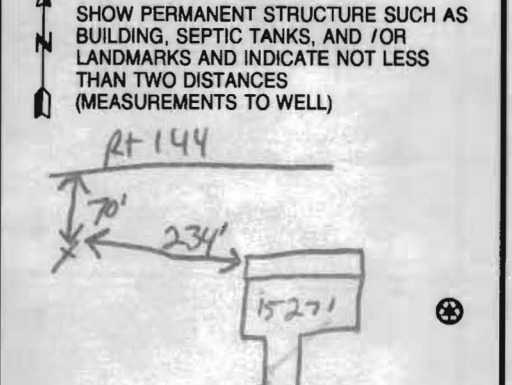 SHOW PERMANENT STRUCTURE SUCH AS
N BUILDING, SEPTIC TANKS, AND /OR
LANDMARKS AND INDICATE NOT LESS
THAN TWO DISTANCES
(MEASUREMENTS TO WELL)
Rt 144
70'
234'
15271